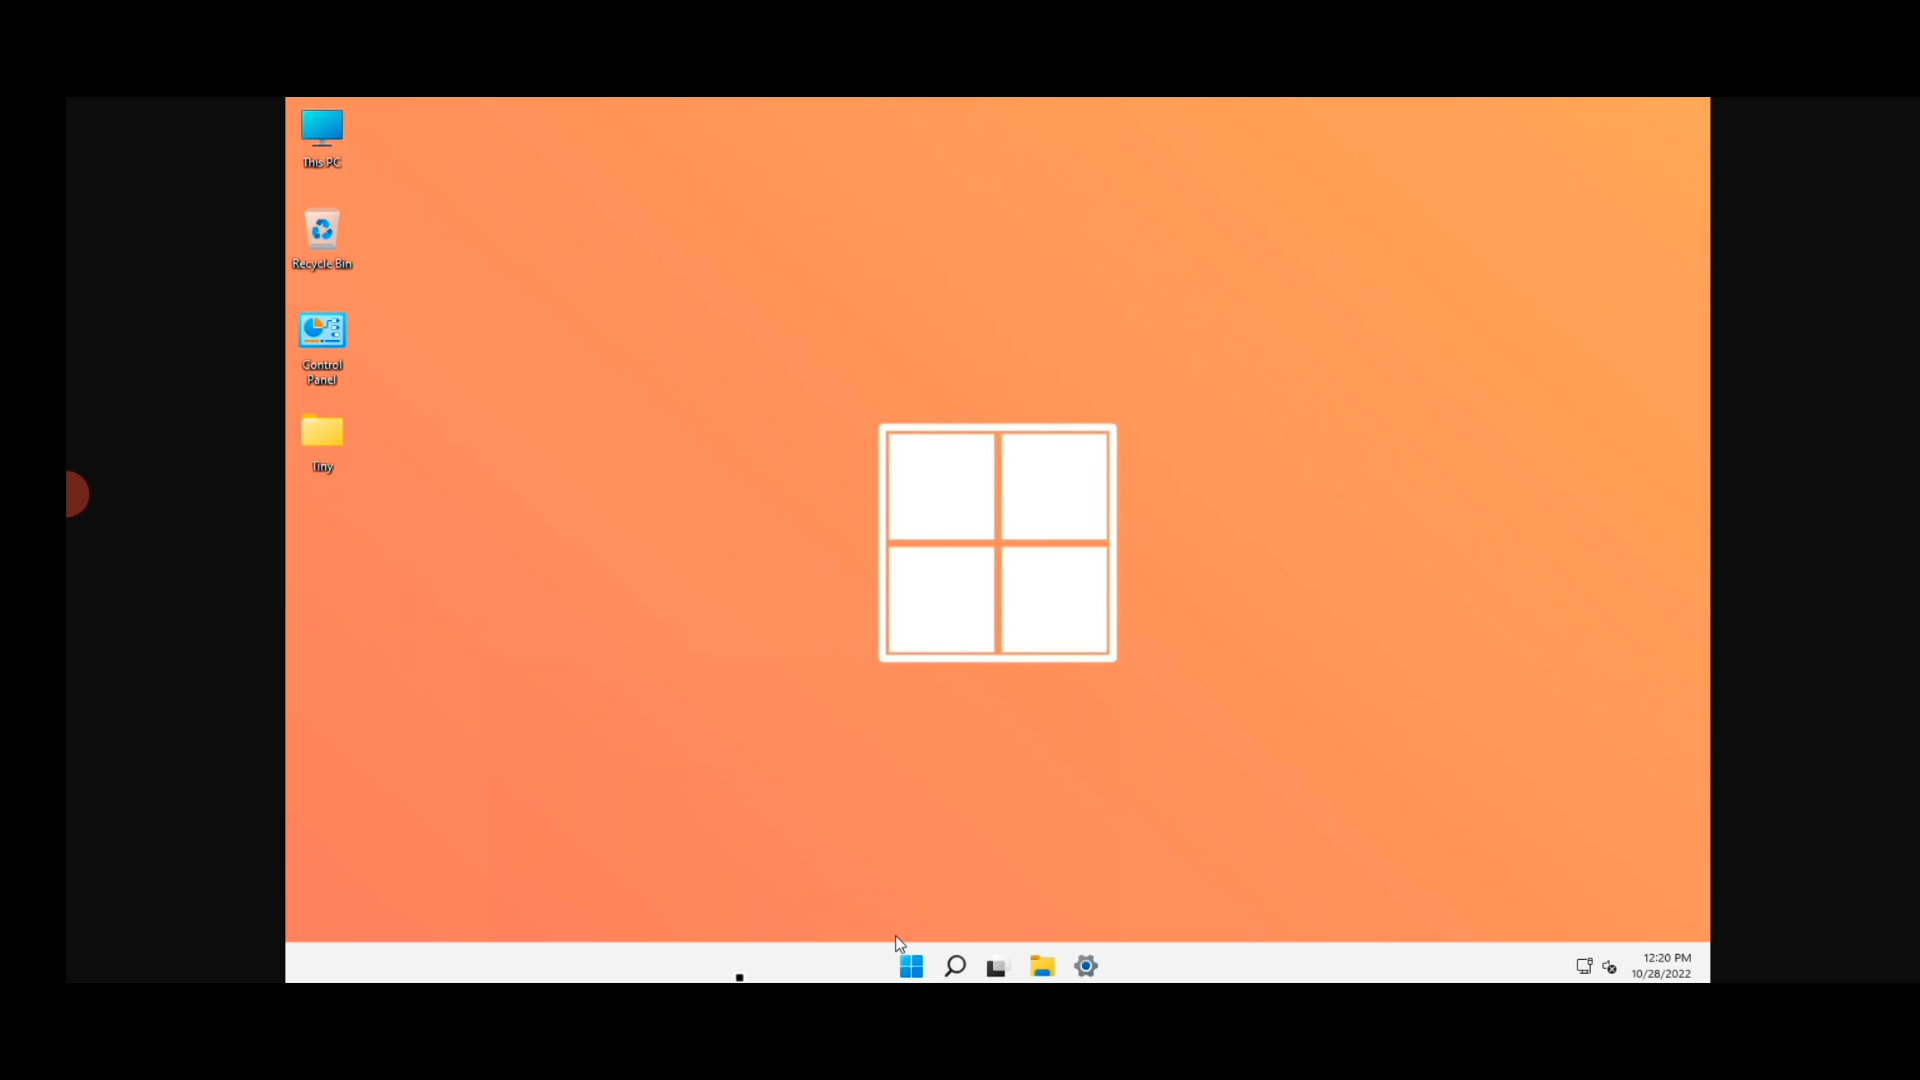 This PC
Recycle Bin
Control
Panel
Tiny
12:20 PM
10/28/2022